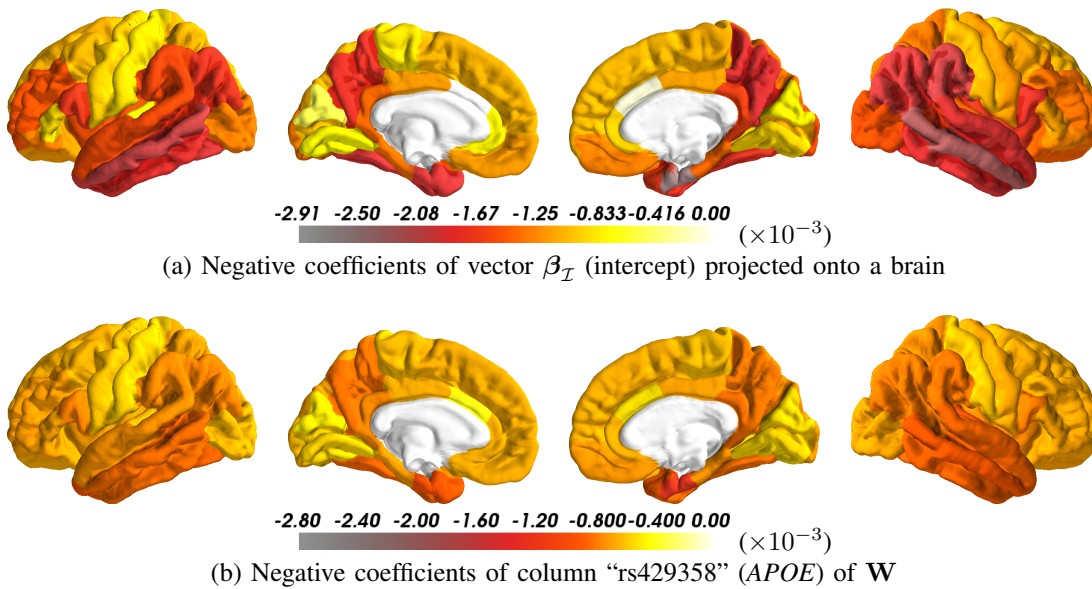 -2.91 -2.50 -2.08 -1.67 -1.25 -0.833 -0.416 0.00
(×10⁻³)
(a) Negative coefficients of vector β_ℐ (intercept) projected onto a brain
-2.80 -2.40 -2.00 -1.60 -1.20 -0.800 -0.400 0.00
(×10⁻³)
(b) Negative coefficients of column “rs429358” (APOE) of W